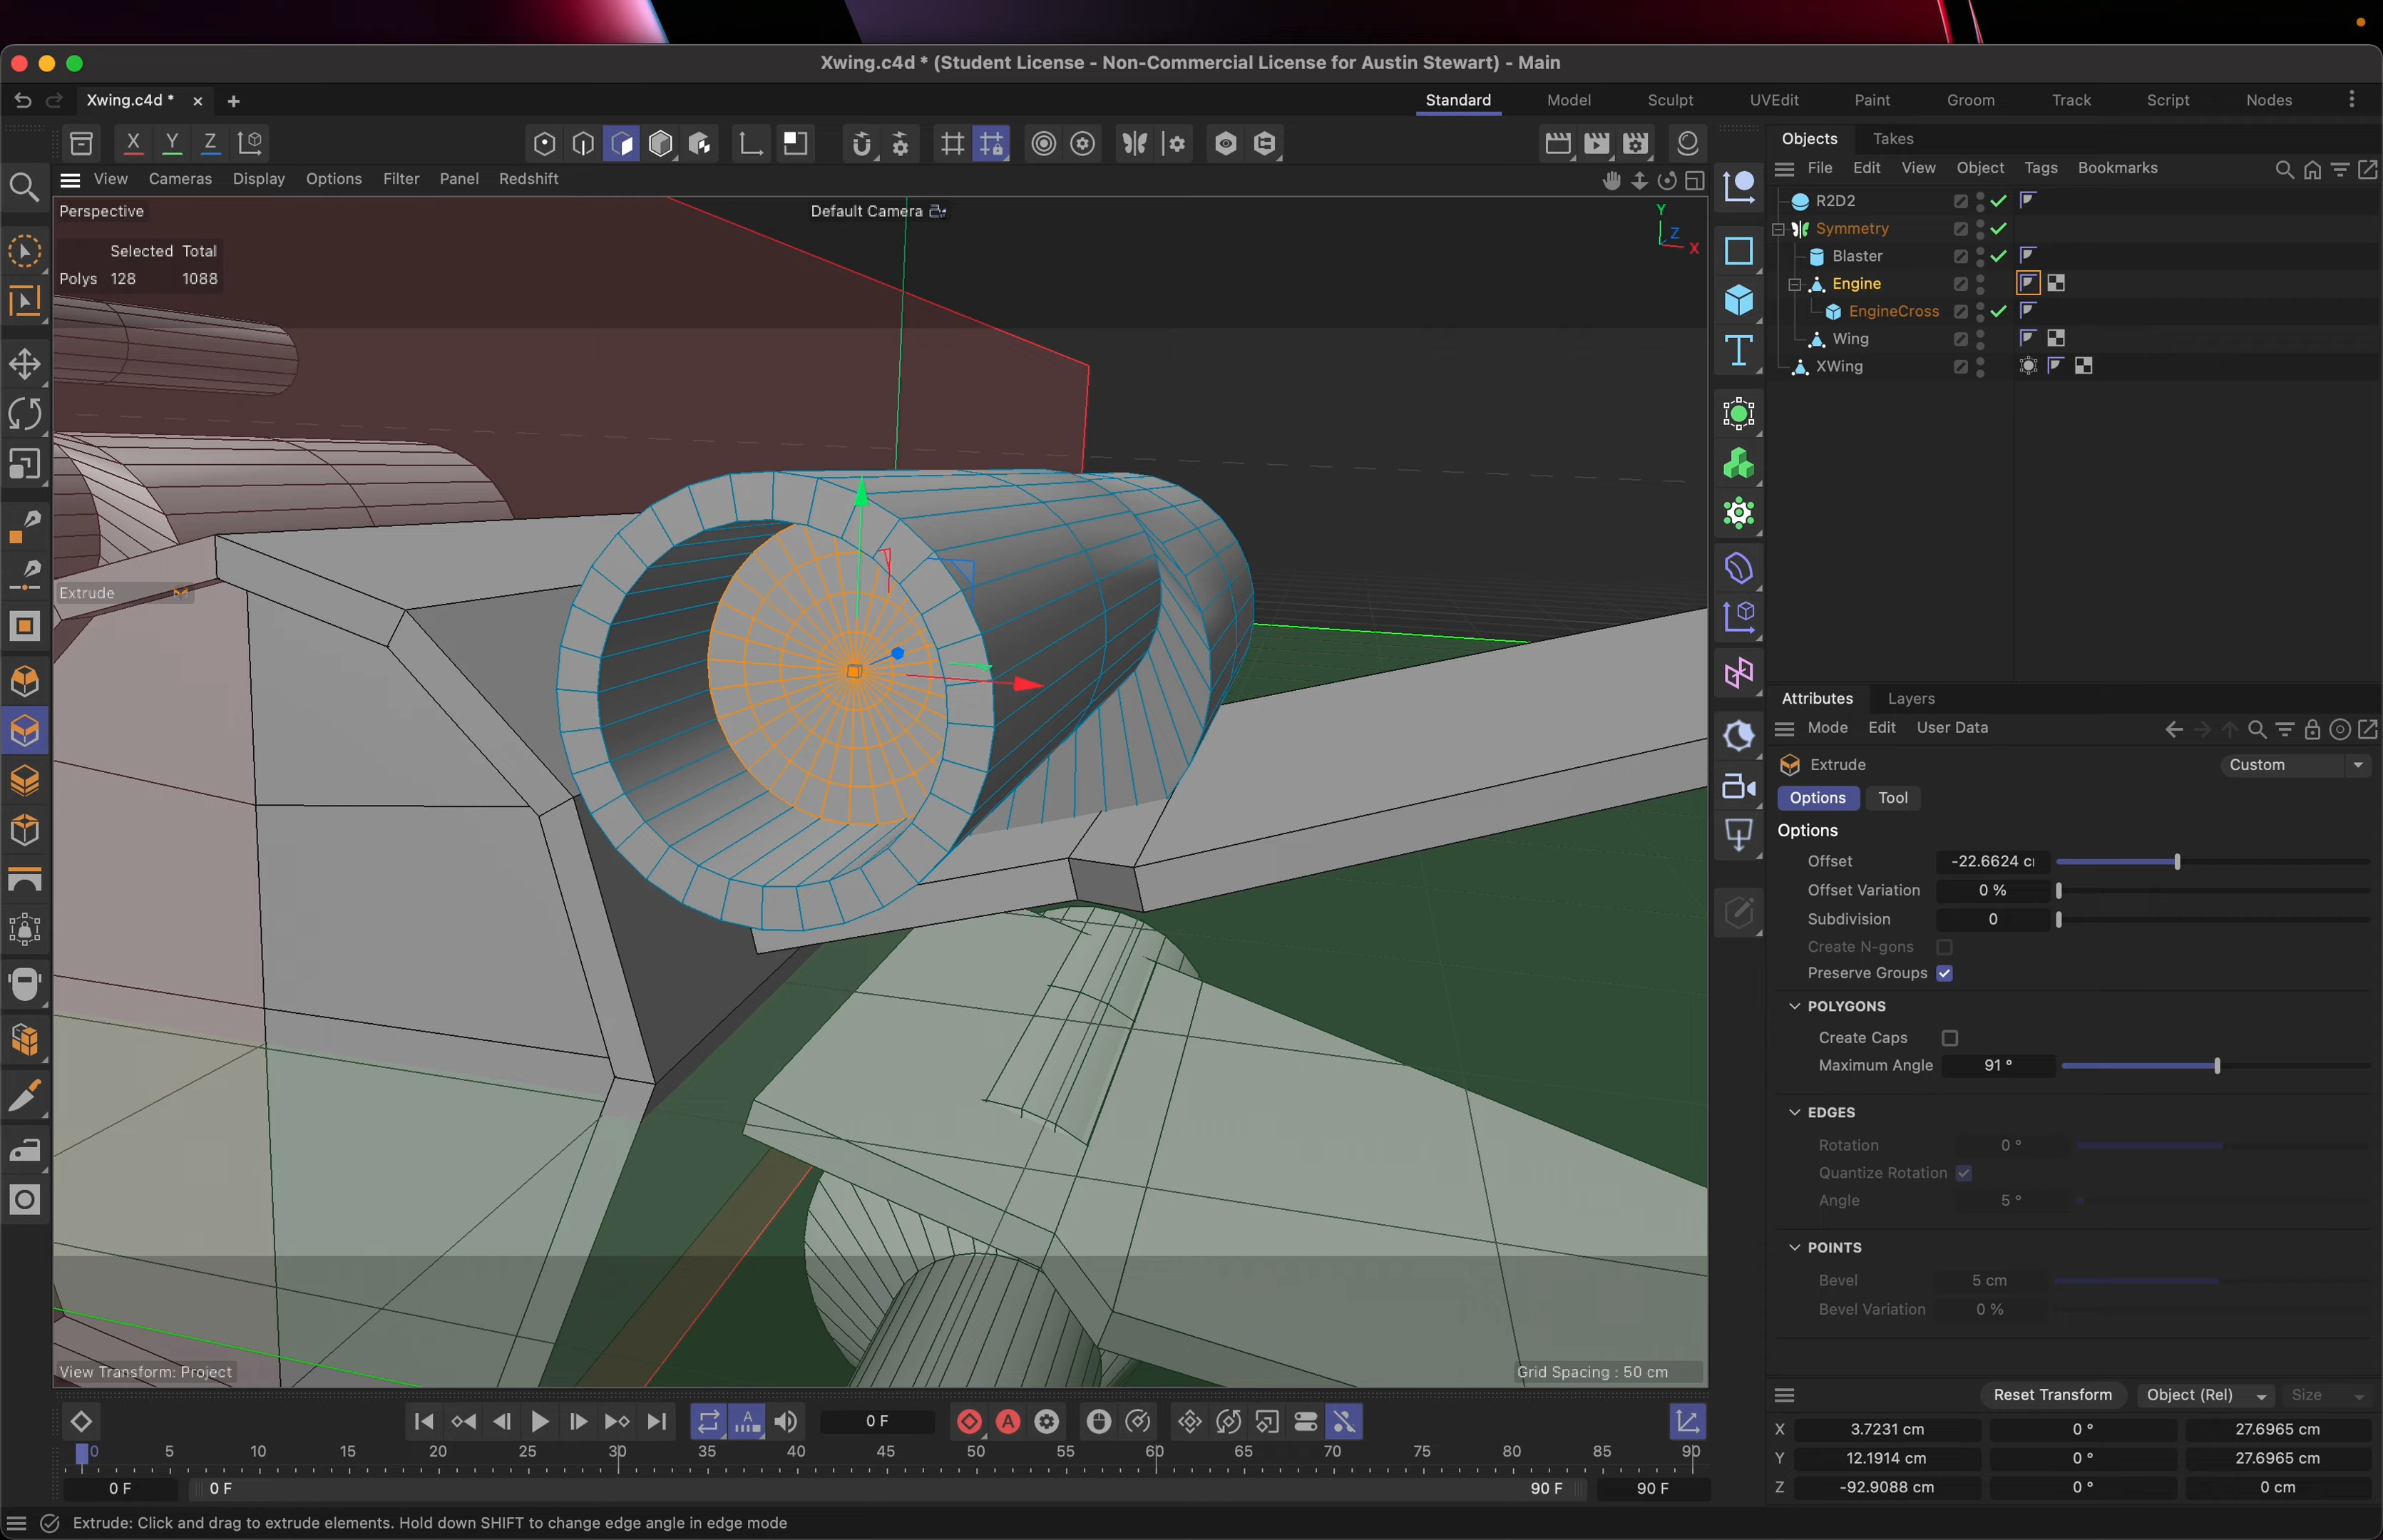 Xwing.c4d * (Student License - Non-Commercial License for Austin Stewart) - Main
Xwing.c4d *
Standard Model Sculpt UVEdit Paint Groom Track Script Nodes
X Y Z
Objects Takes
View Cameras Display Options Filter Panel Redshift
File Edit View Object Tags Bookmarks
Perspective
Default Camera
Y
Z
X
Selected Total
Polys 128 1088
Extrude
View Transform: Project
Grid Spacing : 50 cm
R2D2
Symmetry
Blaster
Engine
EngineCross
Wing
XWing
Attributes Layers
Mode Edit User Data
Extrude
Custom
Options Tool
Options
Offset -22.6624 c
Offset Variation 0 %
Subdivision 0
Create N-gons
Preserve Groups
POLYGONS
Create Caps
Maximum Angle 91 °
EDGES
Rotation 0 °
Quantize Rotation
Angle 5 °
POINTS
Bevel 5 cm
Bevel Variation 0 %
Reset Transform Object (Rel) Size
X 3.7231 cm 0 ° 27.6965 cm
Y 12.1914 cm 0 ° 27.6965 cm
Z -92.9088 cm 0 ° 0 cm
0 F
0 5 10 15 20 25 30 35 40 45 50 55 60 65 70 75 80 85 90
0 F 0 F 90 F 90 F
Extrude: Click and drag to extrude elements. Hold down SHIFT to change edge angle in edge mode